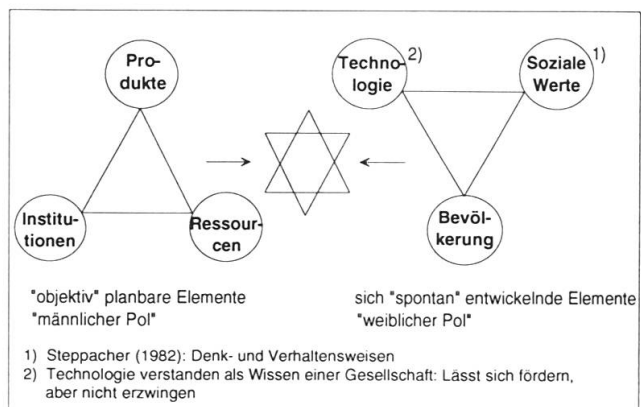 Pro-
dukte
Institu-
tionen
Ressour-
cen
Technolo-
gie 2)
Soziale 1)
Werte
Bevöl-
kerung
"objektiv" planbare Elemente
"männlicher Pol"
sich "spontan" entwickelnde Elemente
"weiblicher Pol"
1) Steppacher (1982): Denk- und Verhaltensweisen
2) Technologie verstanden als Wissen einer Gesellschaft: Lässt sich fördern,
aber nicht erzwingen